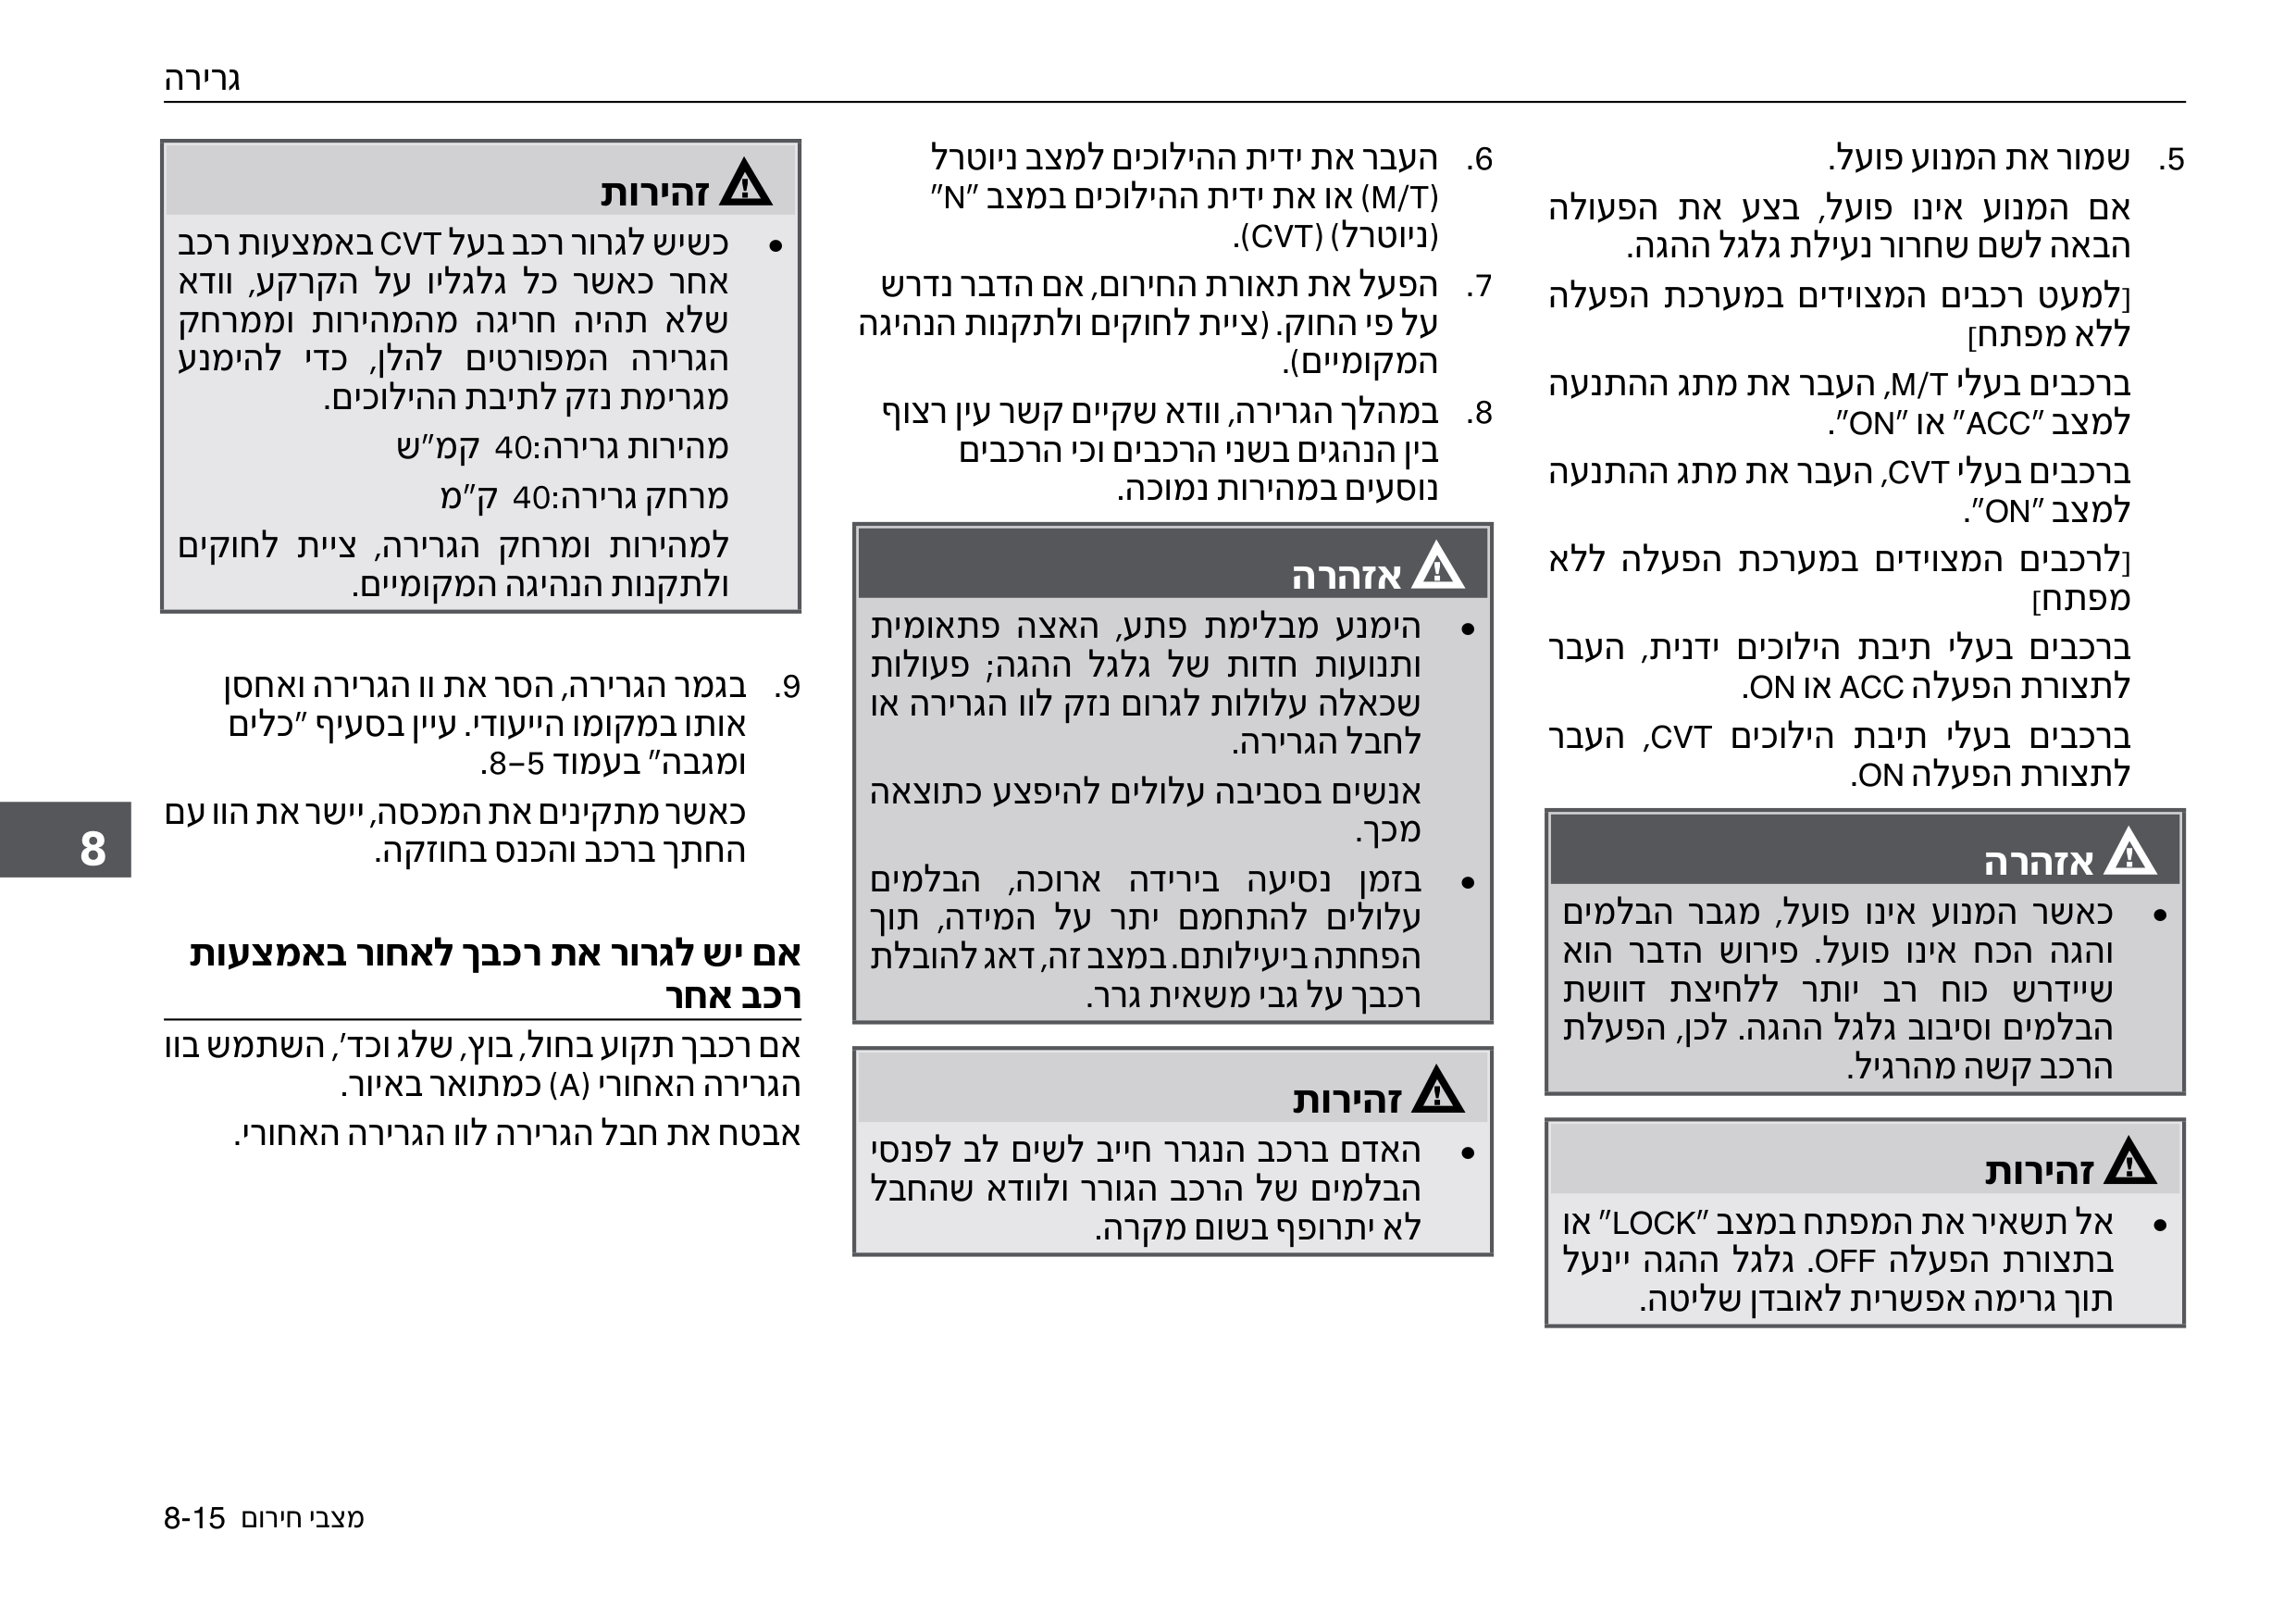 גרירה
5. שמור את המנוע פועל.
אם המנוע אינו פועל, בצע את הפעולה
הבאה לשם שחרור נעילת גלגל ההגה.
[למעט רכבים המצוידים במערכת הפעלה
ללא מפתח]
ברכבים בעלי M/T, העבר את מתג ההתנעה
למצב "ACC" או "ON".
ברכבים בעלי CVT, העבר את מתג ההתנעה
למצב "ON".
[לרכבים המצוידים במערכת הפעלה ללא
מפתח]
ברכבים בעלי תיבת הילוכים ידנית, העבר
לתצורת הפעלה ACC או ON.
ברכבים בעלי תיבת הילוכים CVT, העבר
לתצורת הפעלה ON.
אזהרה
• כאשר המנוע אינו פועל, מגבר הבלמים
והגה הכח אינו פועל. פירוש הדבר הוא
שיידרש כוח רב יותר ללחיצת דוושת
הבלמים וסיבוב גלגל ההגה. לכן, הפעלת
הרכב קשה מהרגיל.
זהירות
• אל תשאיר את המפתח במצב "LOCK" או
בתצורת הפעלה OFF. גלגל ההגה יינעל
תוך גרימה אפשרית לאובדן שליטה.
6. העבר את ידית ההילוכים למצב ניוטרל
(M/T) או את ידית ההילוכים במצב "N"
(ניוטרל) (CVT).
7. הפעל את תאורת החירום, אם הדבר נדרש
על פי החוק. (ציית לחוקים ולתקנות הנהיגה
המקומיים).
8. במהלך הגרירה, וודא שקיים קשר עין רצוף
בין הנהגים בשני הרכבים וכי הרכבים
נוסעים במהירות נמוכה.
אזהרה
• הימנע מבלימת פתע, האצה פתאומית
ותנועות חדות של גלגל ההגה; פעולות
שכאלה עלולות לגרום נזק לוו הגרירה או
לחבל הגרירה.
אנשים בסביבה עלולים להיפצע כתוצאה
מכך.
• בזמן נסיעה בירידה ארוכה, הבלמים
עלולים להתחמם יתר על המידה, תוך
הפחתה ביעילותם. במצב זה, דאג להובלת
רכבך על גבי משאית גרר.
זהירות
• האדם ברכב הנגרר חייב לשים לב לפנסי
הבלמים של הרכב הגורר ולוודא שהחבל
לא יתרופף בשום מקרה.
זהירות
• כשיש לגרור רכב בעל CVT באמצעות רכב
אחר כאשר כל גלגליו על הקרקע, וודא
שלא תהיה חריגה מהמהירות וממרחק
הגרירה המפורטים להלן, כדי להימנע
מגרימת נזק לתיבת ההילוכים.
מהירות גרירה:40 קמ"ש
מרחק גרירה:40 ק"מ
למהירות ומרחק הגרירה, ציית לחוקים
ולתקנות הנהיגה המקומיים.
9. בגמר הגרירה, הסר את וו הגרירה ואחסן
אותו במקומו הייעודי. עיין בסעיף "כלים
ומגבה" בעמוד 8–5.
כאשר מתקינים את המכסה, יישר את הוו עם
החתך ברכב והכנס בחוזקה.
אם יש לגרור את רכבך לאחור באמצעות
רכב אחר
אם רכבך תקוע בחול, בוץ, שלג וכד', השתמש בוו
הגרירה האחורי (A) כמתואר באיור.
אבטח את חבל הגרירה לוו הגרירה האחורי.
8
מצבי חירום 8-15